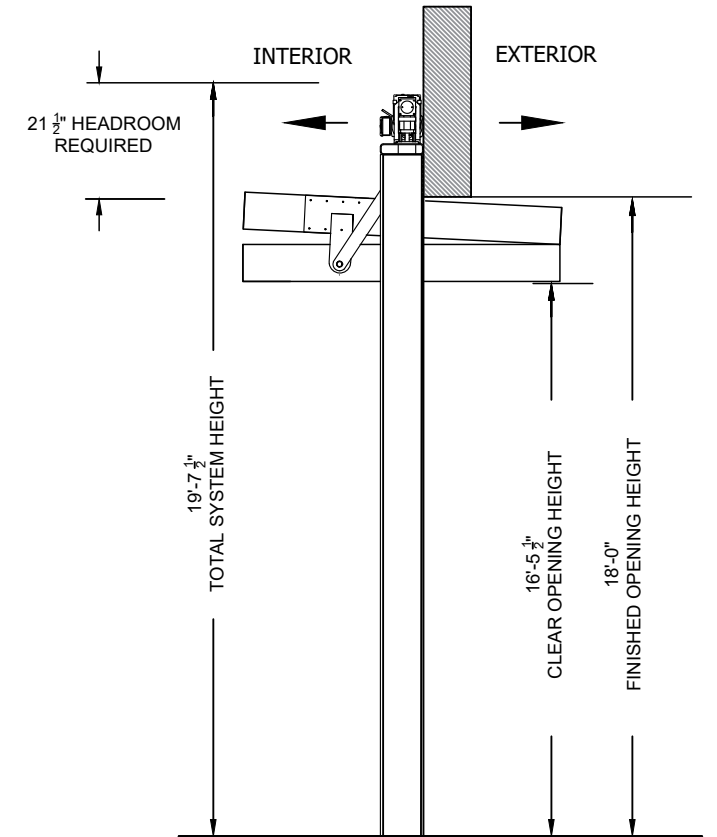 INTERIOR
EXTERIOR
21 1/2" HEADROOM
REQUIRED
19'-7 1/2"
TOTAL SYSTEM HEIGHT
16'-5 1/2"
CLEAR OPENING HEIGHT
18'-0"
FINISHED OPENING HEIGHT